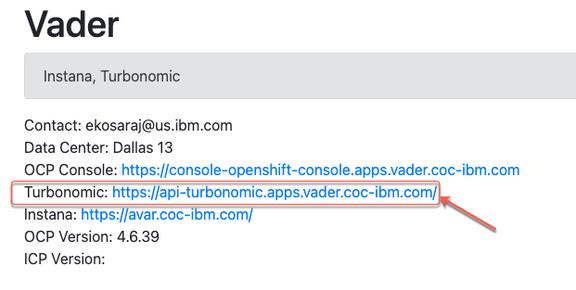 Vader
Instana, Turbonomic
Contact: ekosaraj@us.ibm.com
Data Center: Dallas 13
OCP Console: https://console-openshift-console.apps.vader.coc-ibm.com
Turbonomic: https://api-turbonomic.apps.vader.coc-ibm.com/
Instana: https://avar.coc-ibm.com/
OCP Version: 4.6.39
ICP Version: